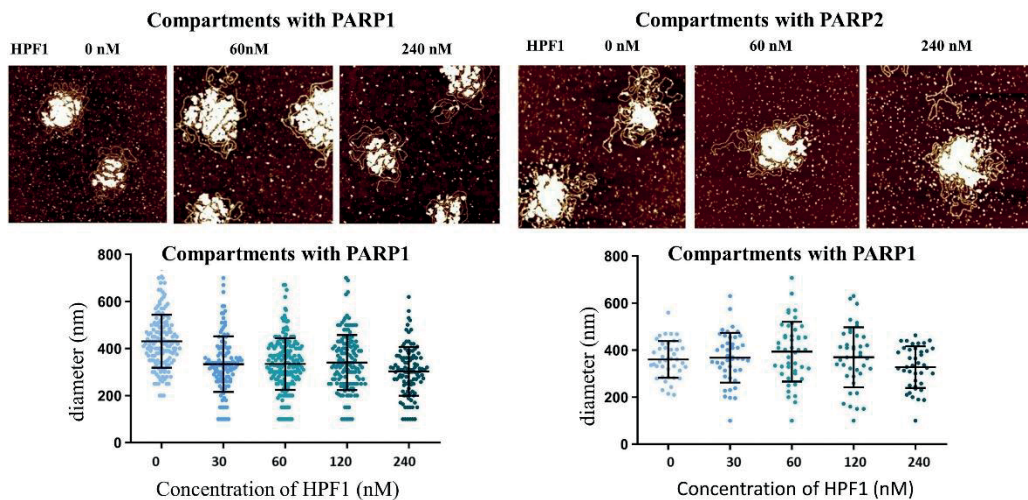 Compartments with PARP1
HPF1 0 nM 60nM 240 nM
Compartments with PARP2
HPF1 0 nM 60 nM 240 nM
Compartments with PARP1
diameter (nm)
800
600
400
200
0
0 30 60 120 240
Concentration of HPF1 (nM)
Compartments with PARP1
diameter (nm)
800
600
400
200
0
0 30 60 120 240
Concentration of HPF1 (nM)